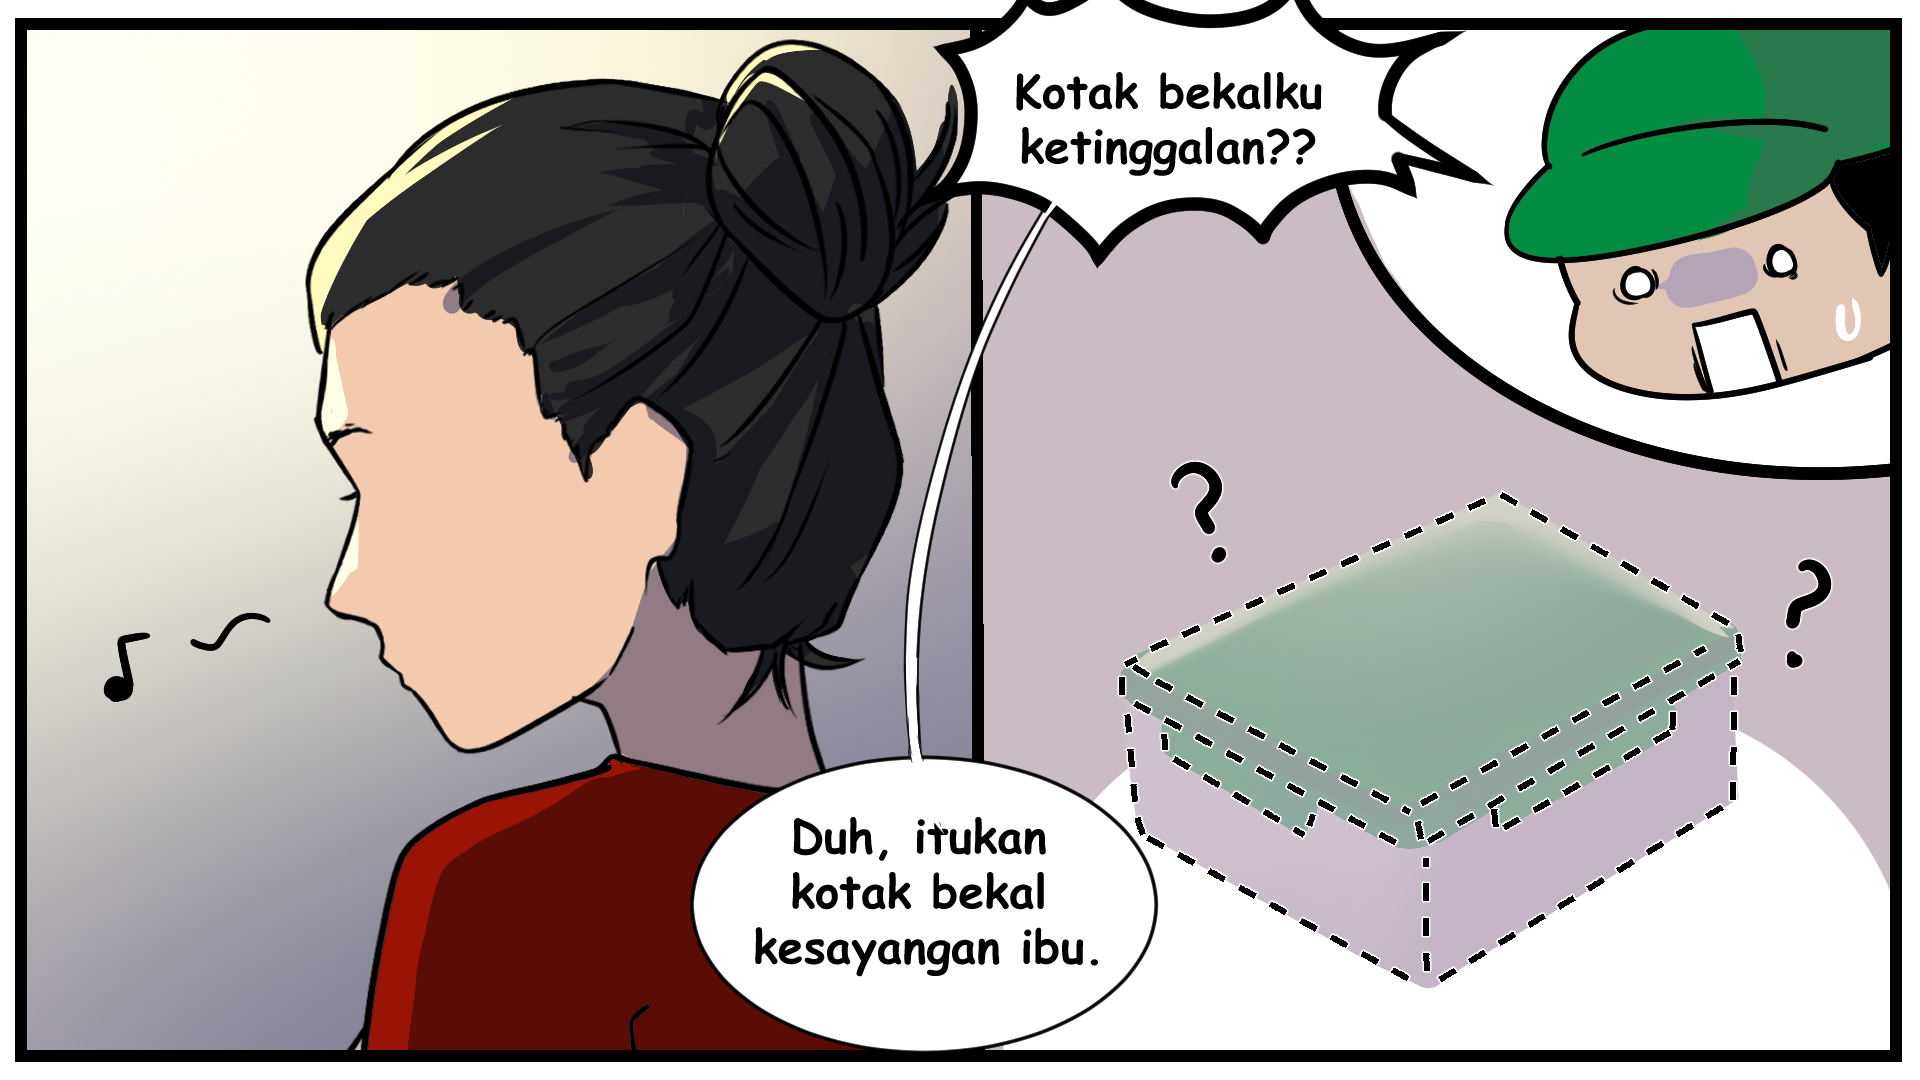 Kotak bekalku
ketinggalan??
?
?
Duh, itukan
kotak bekal
kesayangan ibu.